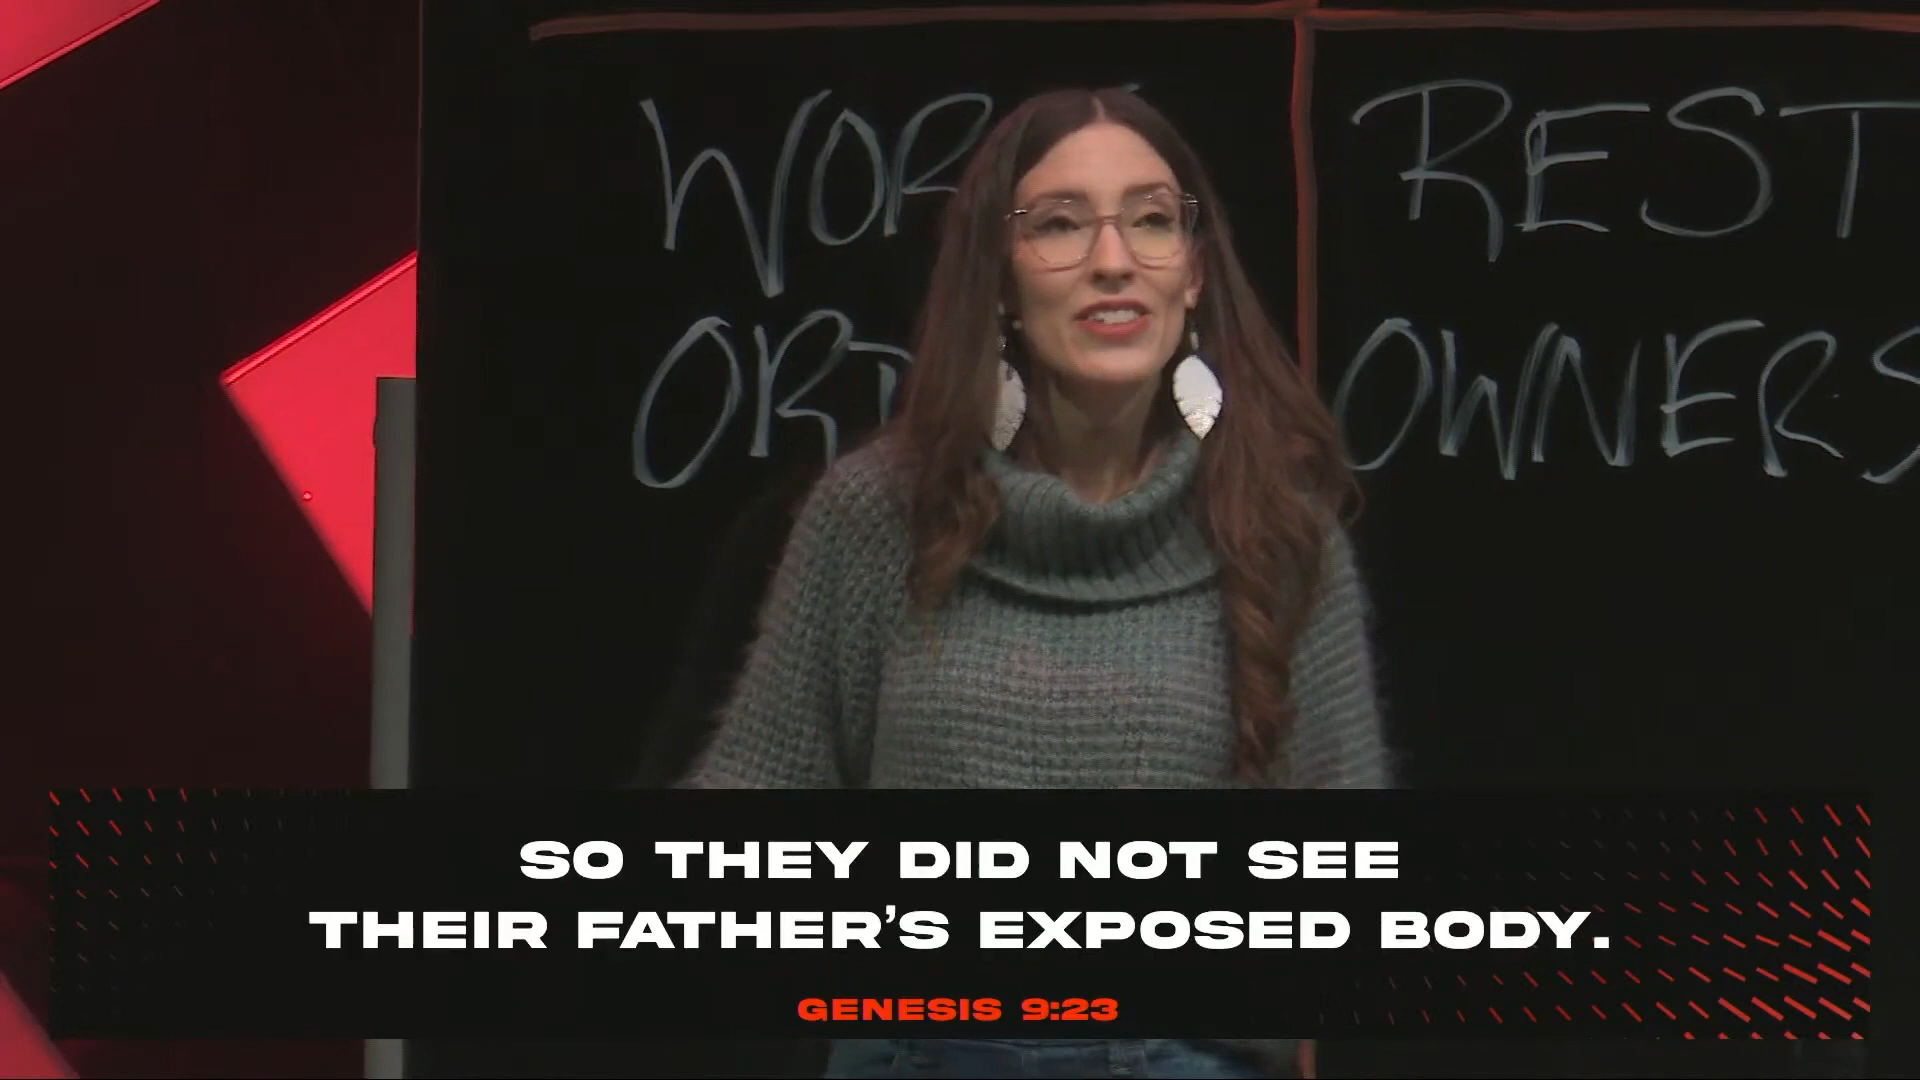 REST
OWNERS
SO THEY DID NOT SEE
THEIR FATHER'S EXPOSED BODY.
GENESIS 9:23